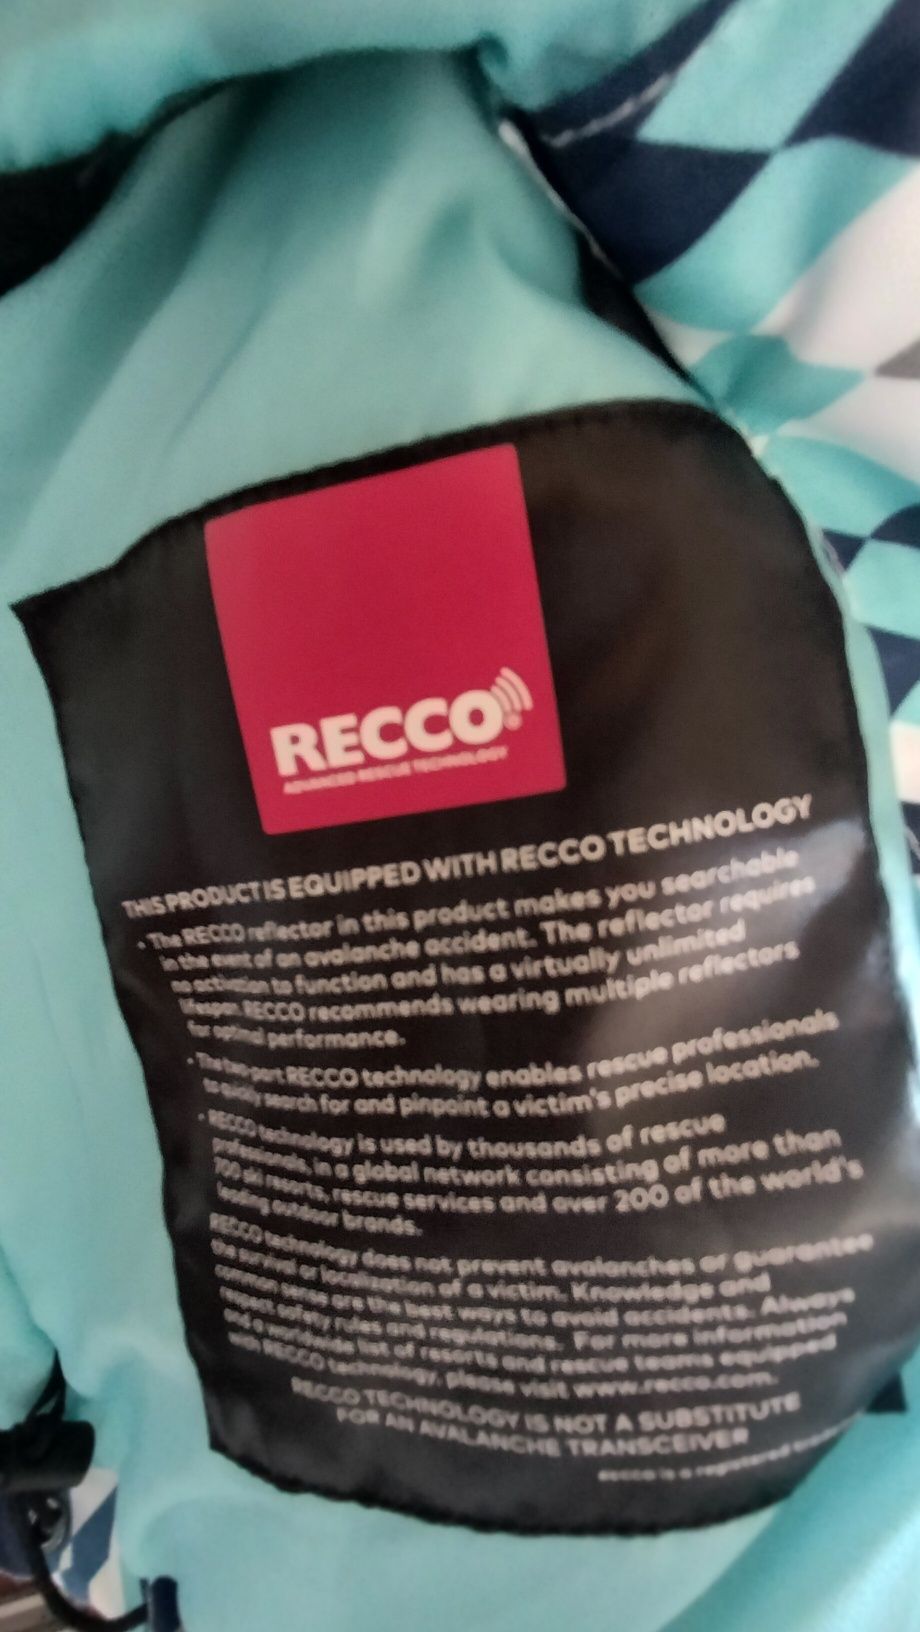 RECCO®
ADVANCED RESCUE TECHNOLOGY
THIS PRODUCT IS EQUIPPED WITH RECCO TECHNOLOGY
• The RECCO reflector in this product makes you searchable
in the event of an avalanche accident. The reflector requires
no activation to function and has a virtually unlimited
lifespan. RECCO recommends wearing multiple reflectors
for optimal performance.
• The two-part RECCO technology enables rescue professionals
to quickly search for and pinpoint a victim's precise location.
• RECCO technology is used by thousands of rescue
professionals, in a global network consisting of more than
700 ski resorts, rescue services and over 200 of the world's
leading outdoor brands.
RECCO technology does not prevent avalanches or guarantee
the survival or localization of a victim. Knowledge and
common sense are the best ways to avoid accidents. Always
respect safety rules and regulations. For more information
and a worldwide list of resorts and rescue teams equipped
with RECCO technology, please visit www.recco.com.
RECCO TECHNOLOGY IS NOT A SUBSTITUTE
FOR AN AVALANCHE TRANSCEIVER
RECCO is a registered